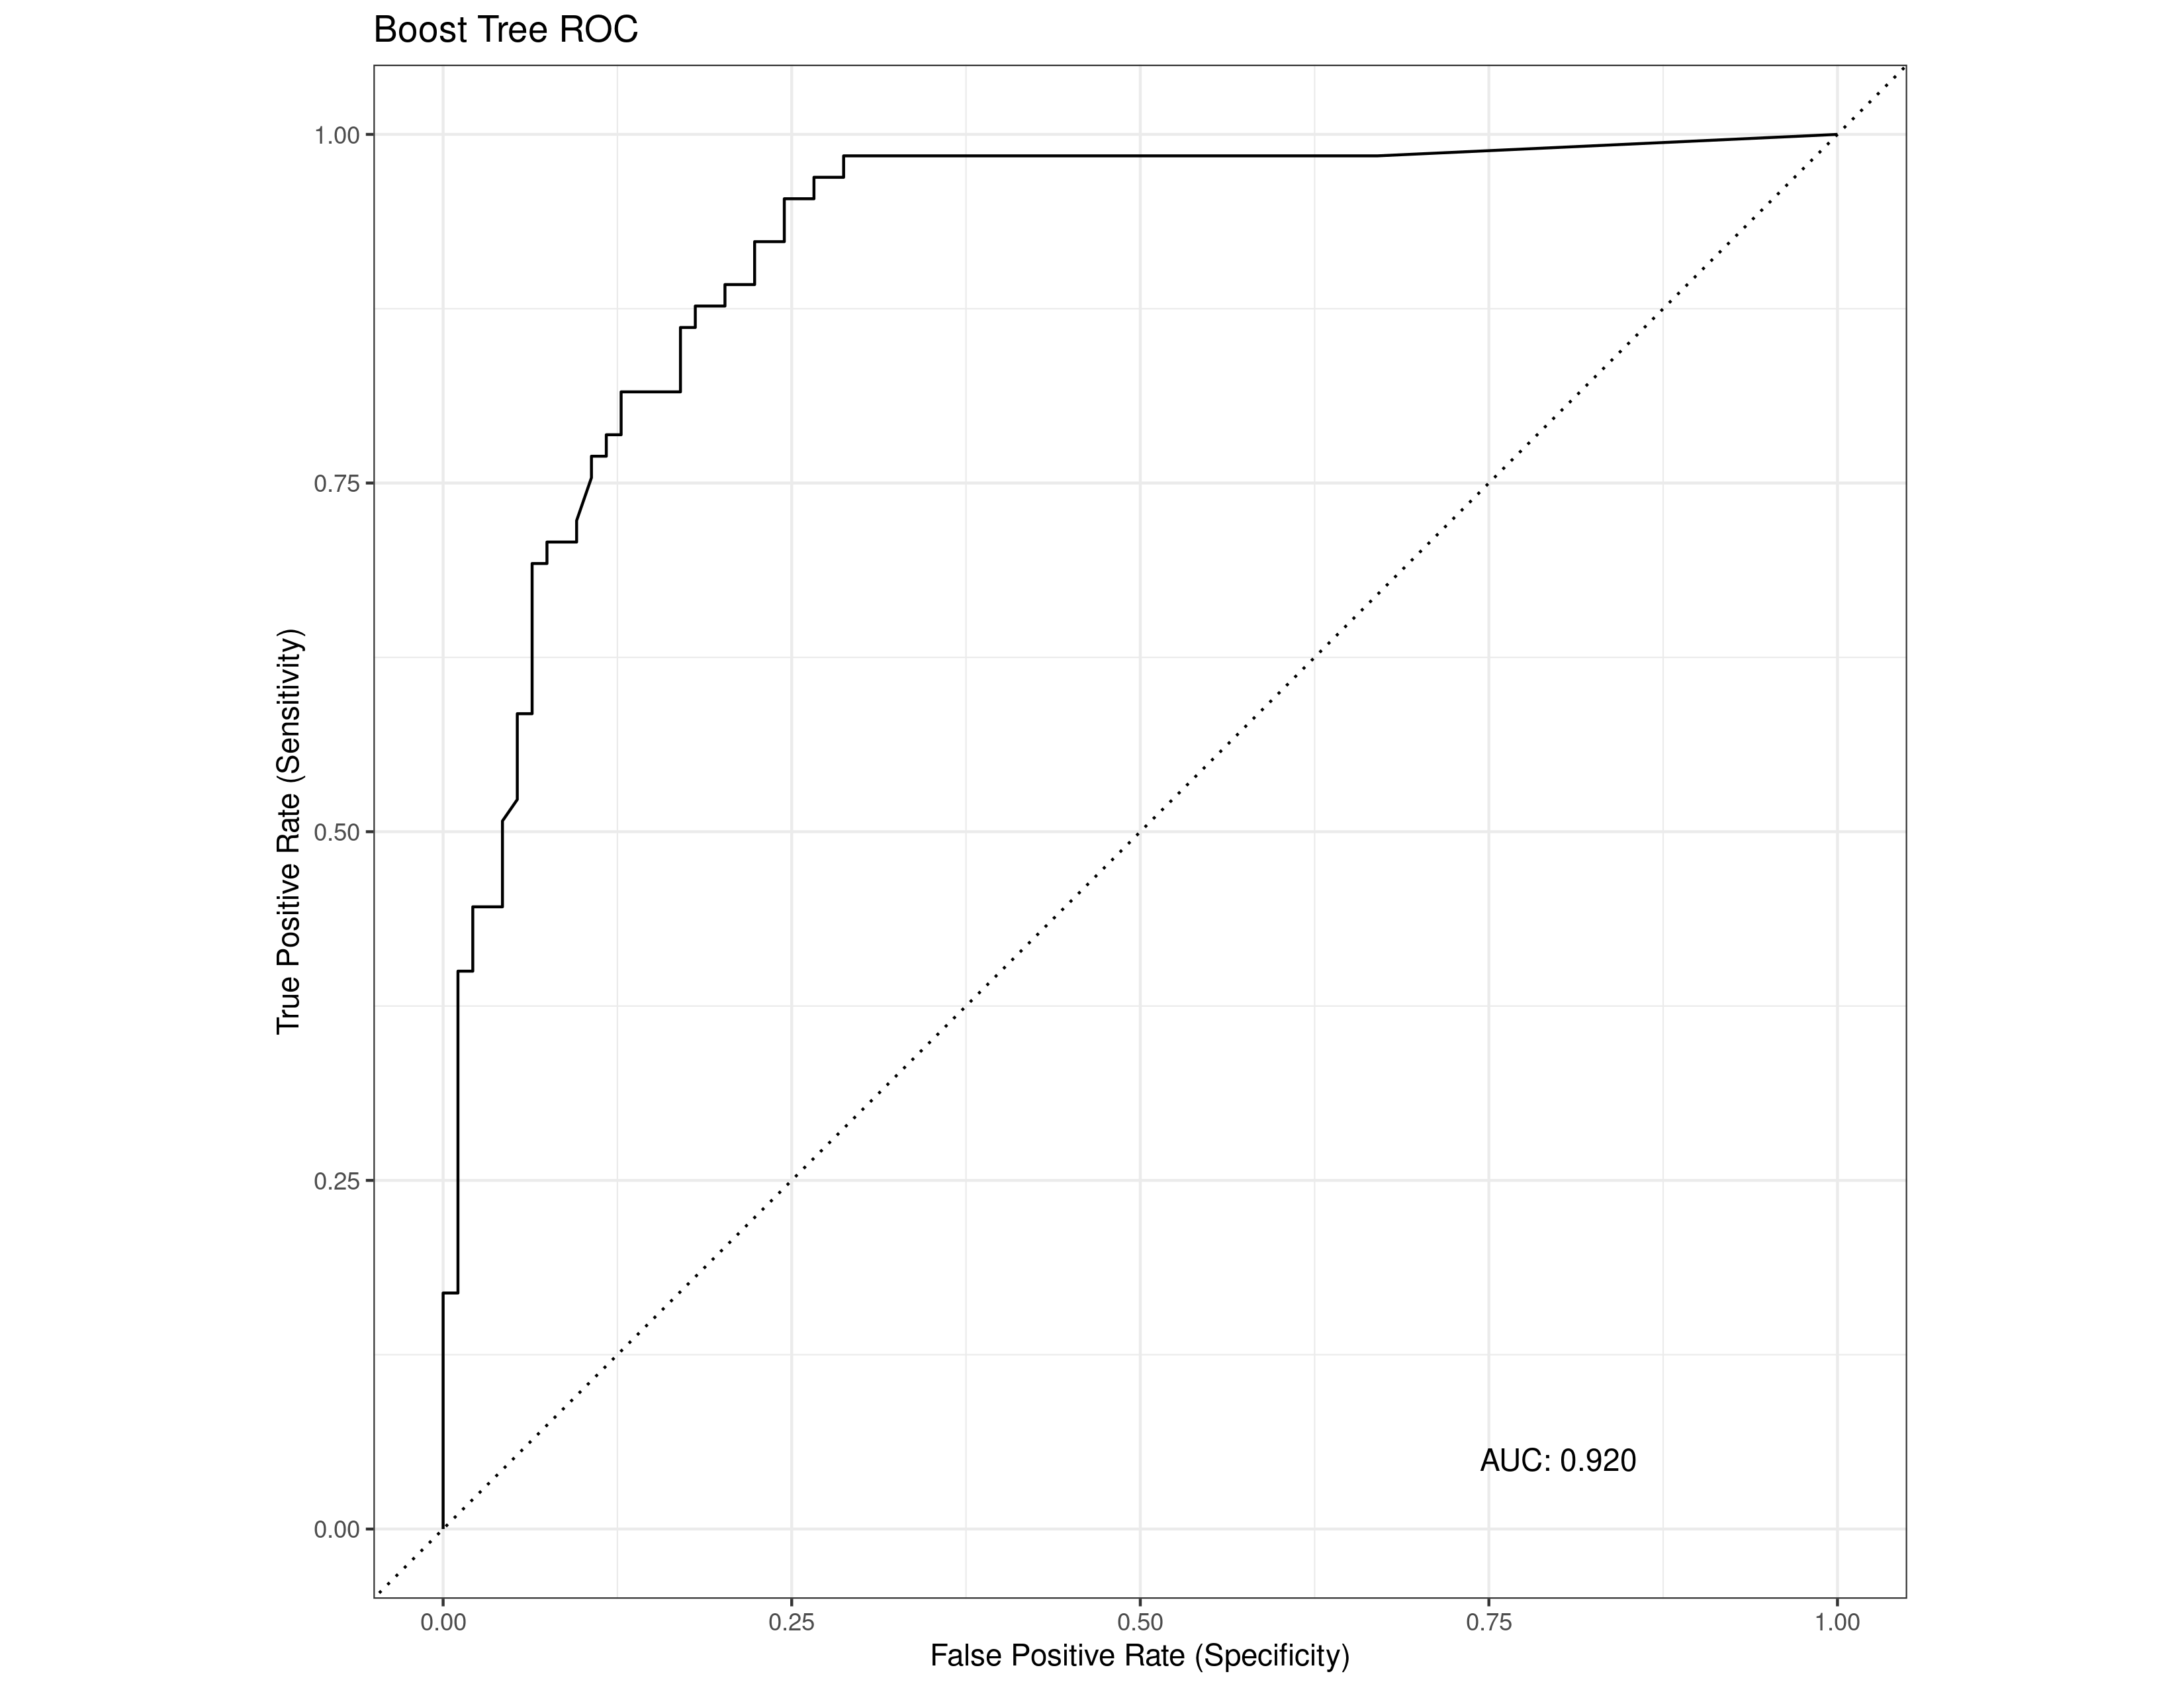 Boost Tree ROC
1.00
0.75
0.50
0.25
0.00
True Positive Rate (Sensitivity)
AUC: 0.920
0.00 0.25 0.50 0.75 1.00
False Positive Rate (Specificity)